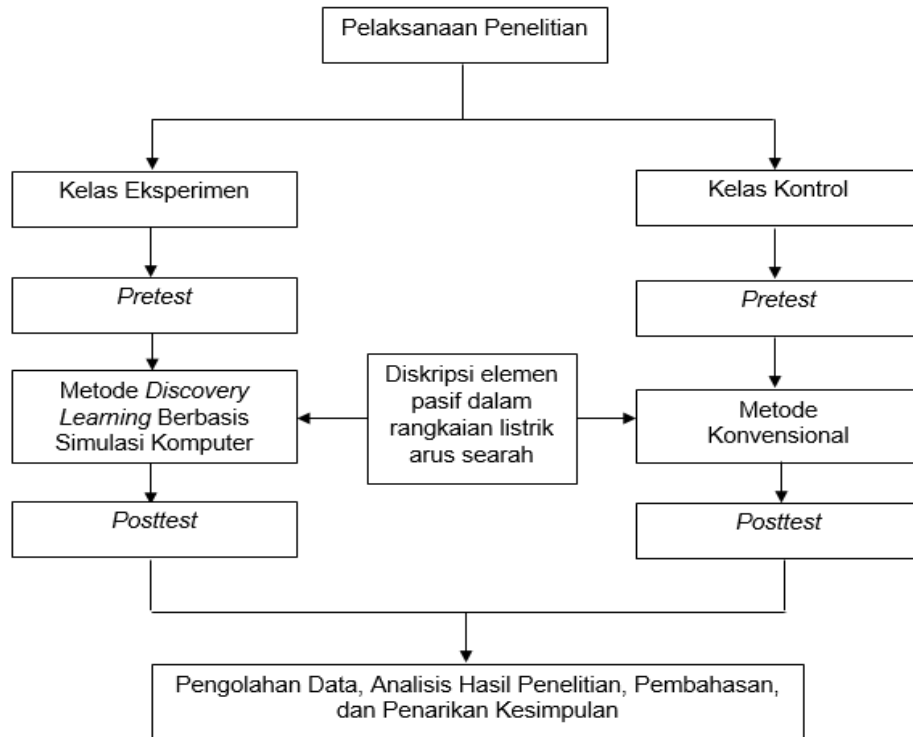 Pelaksanaan Penelitian
Kelas Eksperimen
Kelas Kontrol
Pretest
Pretest
Metode Discovery
Learning Berbasis
Simulasi Komputer
Diskripsi elemen
pasif dalam
rangkaian listrik
arus searah
Metode
Konvensional
Posttest
Posttest
Pengolahan Data, Analisis Hasil Penelitian, Pembahasan,
dan Penarikan Kesimpulan